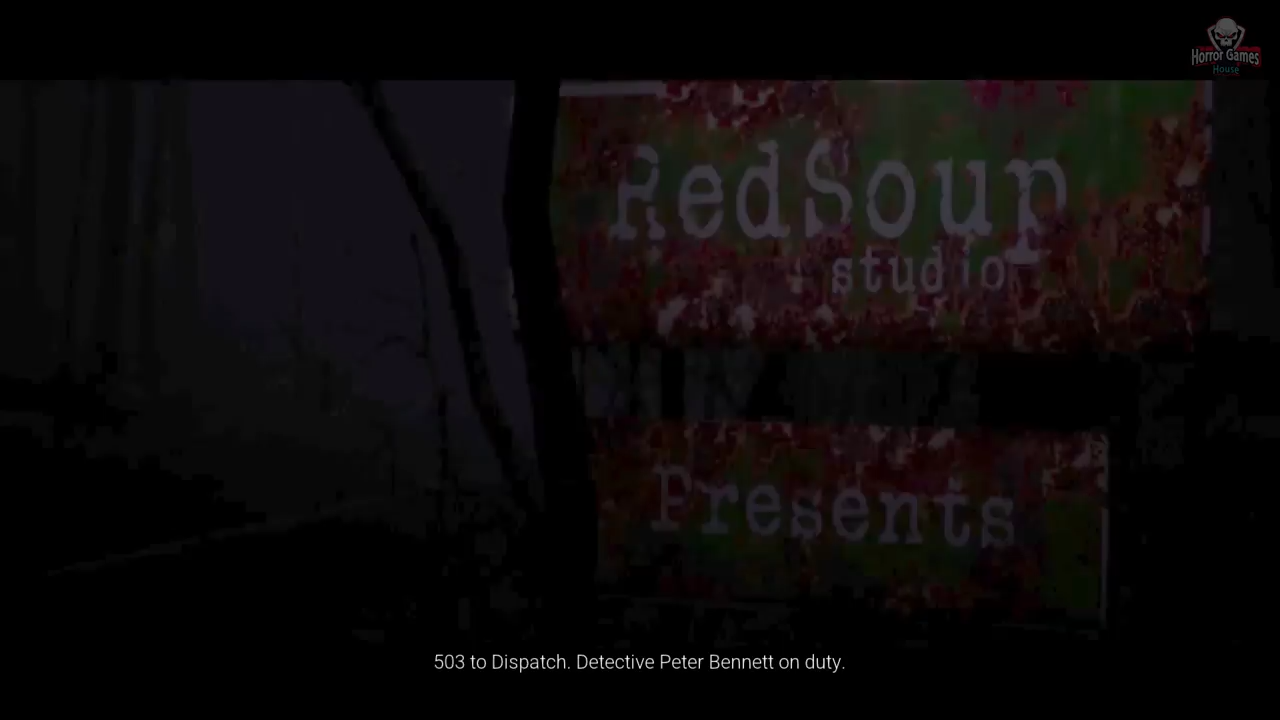 Horror Games
House
RedSoup
studio
Presents
503 to Dispatch. Detective Peter Bennett on duty.